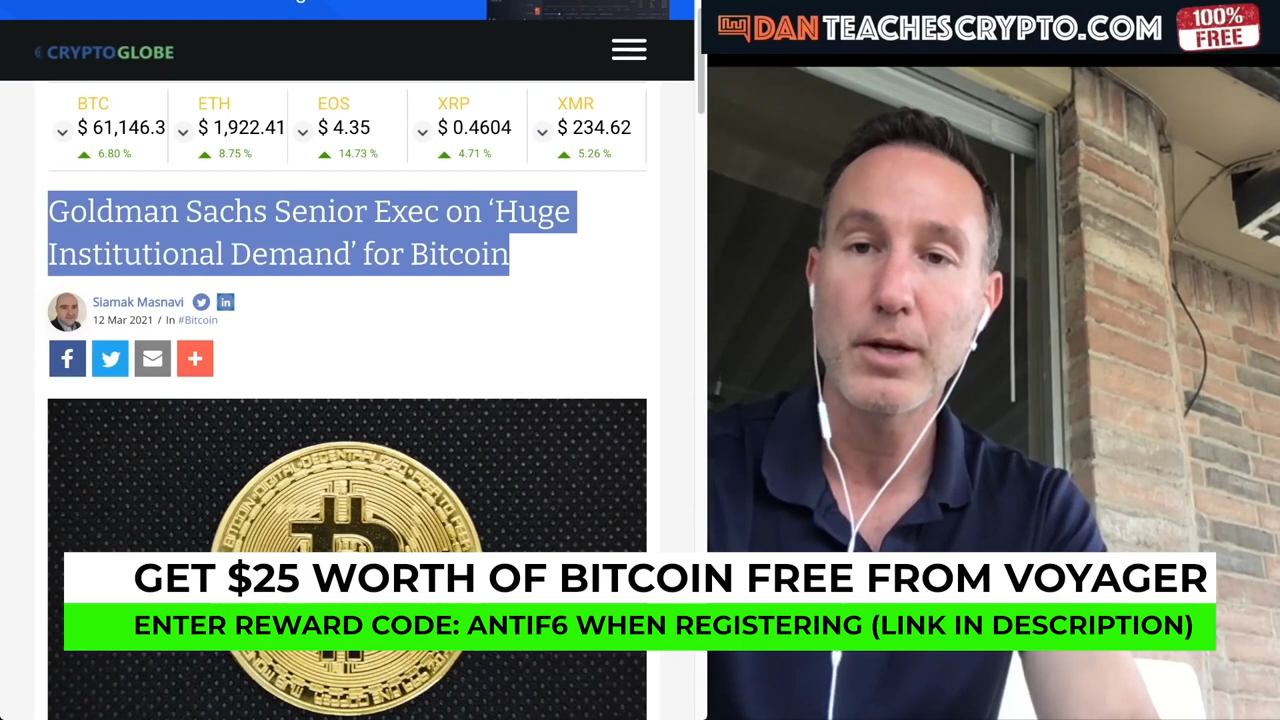 CRYPTOGLOBE
DANTEACHESCRYPTO.COM
100%
FREE
BTC
$ 61,146.3
6.80 %
ETH
$ 1,922.41
8.75 %
EOS
$ 4.35
14.73 %
XRP
$ 0.4604
4.71 %
XMR
$ 234.62
5.26 %
Goldman Sachs Senior Exec on ‘Huge
Institutional Demand’ for Bitcoin
Siamak Masnavi
12 Mar 2021 / In #Bitcoin
GET $25 WORTH OF BITCOIN FREE FROM VOYAGER
ENTER REWARD CODE: ANTIF6 WHEN REGISTERING (LINK IN DESCRIPTION)